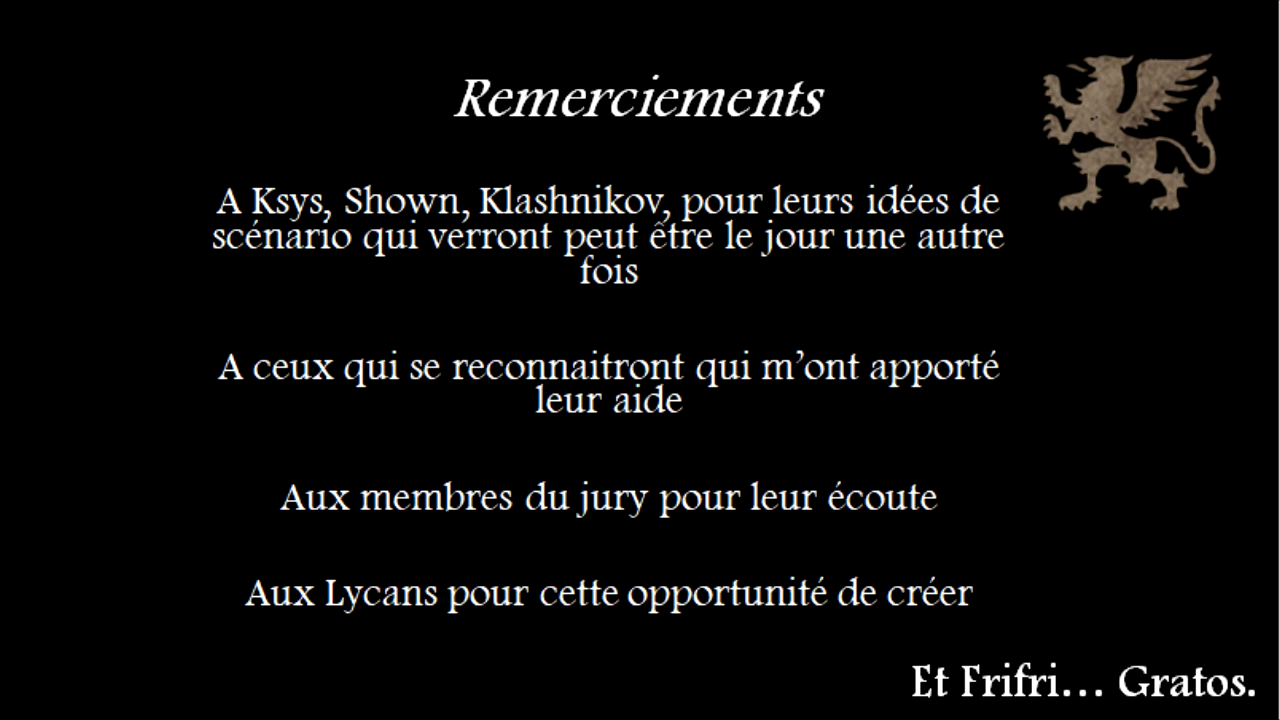 Remerciements
A Ksys, Shown, Klashnikov, pour leurs idées de
scénario qui verront peut être le jour une autre
fois
A ceux qui se reconnaitront qui m’ont apporté
leur aide
Aux membres du jury pour leur écoute
Aux Lycans pour cette opportunité de créer
Et Frifri… Gratos.